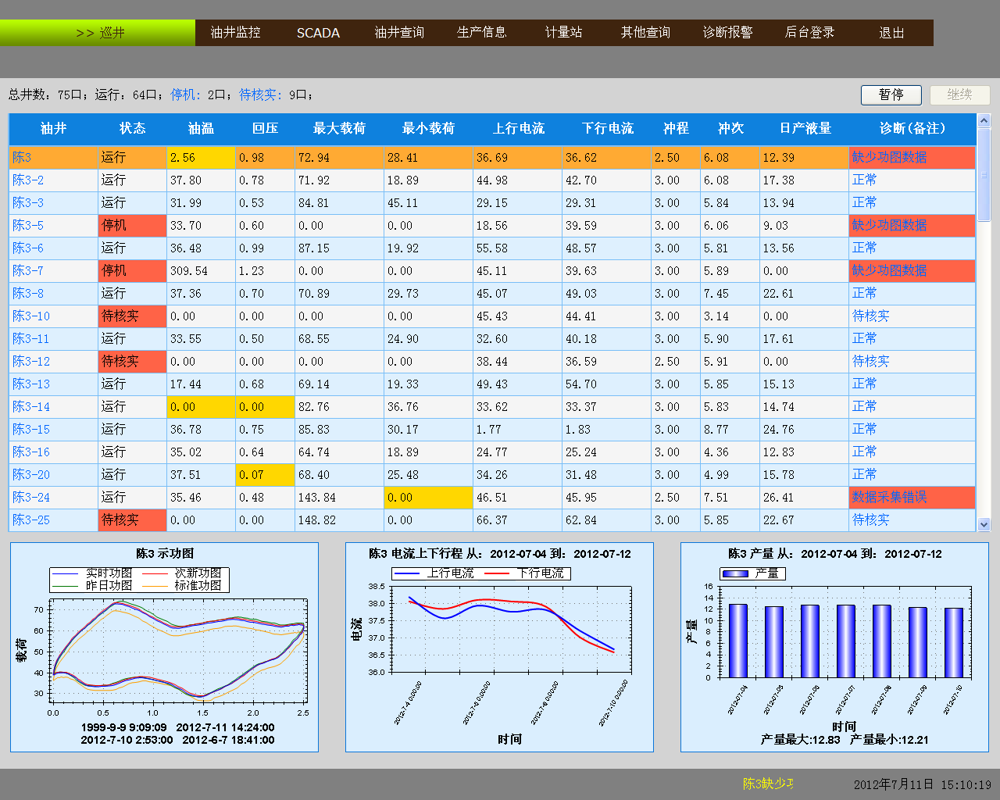 >> 巡井 油井监控 SCADA 油井查询 生产信息 计量站 其他查询 诊断报警 后台登录 退出
总井数：75口；运行：64口；停机：2口；待核实：9口； 暂停 继续
油井 状态 油温 回压 最大载荷 最小载荷 上行电流 下行电流 冲程 冲次 日产液量 诊断(备注)
陈3 运行 2.56 0.98 72.94 28.41 36.69 36.62 2.50 6.08 12.39 缺少功图数据
陈3-2 运行 37.80 0.78 71.92 18.89 44.98 42.70 3.00 6.08 17.38 正常
陈3-3 运行 31.99 0.53 84.81 45.11 29.15 29.31 3.00 5.84 13.94 正常
陈3-5 停机 33.70 0.60 0.00 0.00 18.56 39.59 3.00 6.06 9.03 缺少功图数据
陈3-6 运行 36.48 0.99 87.15 19.92 55.58 48.57 3.00 5.81 13.56 正常
陈3-7 停机 309.54 1.23 0.00 0.00 45.11 39.63 3.00 5.89 0.00 缺少功图数据
陈3-8 运行 37.36 0.70 70.89 29.73 45.07 49.03 3.00 7.45 22.61 正常
陈3-10 待核实 0.00 0.00 0.00 0.00 45.43 44.41 3.00 3.14 0.00 待核实
陈3-11 运行 33.55 0.50 68.55 24.90 32.60 40.18 3.00 5.90 17.61 正常
陈3-12 待核实 0.00 0.00 0.00 0.00 38.44 36.59 2.50 5.91 0.00 待核实
陈3-13 运行 17.44 0.68 69.14 19.33 49.43 54.70 3.00 5.85 15.13 正常
陈3-14 运行 0.00 0.00 82.76 36.76 33.62 33.37 3.00 5.83 14.74 正常
陈3-15 运行 36.78 0.75 85.83 30.17 1.77 1.83 3.00 8.77 24.76 正常
陈3-16 运行 35.02 0.64 64.74 18.89 24.77 25.24 3.00 4.36 12.83 正常
陈3-20 运行 37.51 0.07 68.40 25.48 34.26 31.48 3.00 4.99 15.78 正常
陈3-24 运行 35.46 0.48 143.84 0.00 46.51 45.95 2.50 7.51 26.41 数据采集错误
陈3-25 待核实 0.00 0.00 148.82 0.00 66.37 62.84 3.00 5.85 22.67 待核实
陈3 示功图
实时功图 次新功图
昨日功图 标准功图
载荷
70
60
50
40
30
0.0 0.5 1.0 1.5 2.0 2.5
1999-9-9 9:09:09 2012-7-11 14:24:00
2012-7-10 2:53:00 2012-6-7 18:41:00
陈3 电流上下行程 从：2012-07-04 到：2012-07-12
上行电流 下行电流
电流
38.5
38.0
37.5
37.0
36.5
36.0
2012-7-4 0:00:00 2012-7-6 0:00:00 2012-7-8 0:00:00 2012-7-10 0:00:00
时间
陈3 产量 从：2012-07-04 到：2012-07-12
产量
产量
16
14
12
10
8
6
4
2
0
2012-07-04 2012-07-05 2012-07-06 2012-07-07 2012-07-08 2012-07-09 2012-07-10
时间
产量最大:12.83 产量最小:12.21
陈3缺少 2012年7月11日 15:10:19